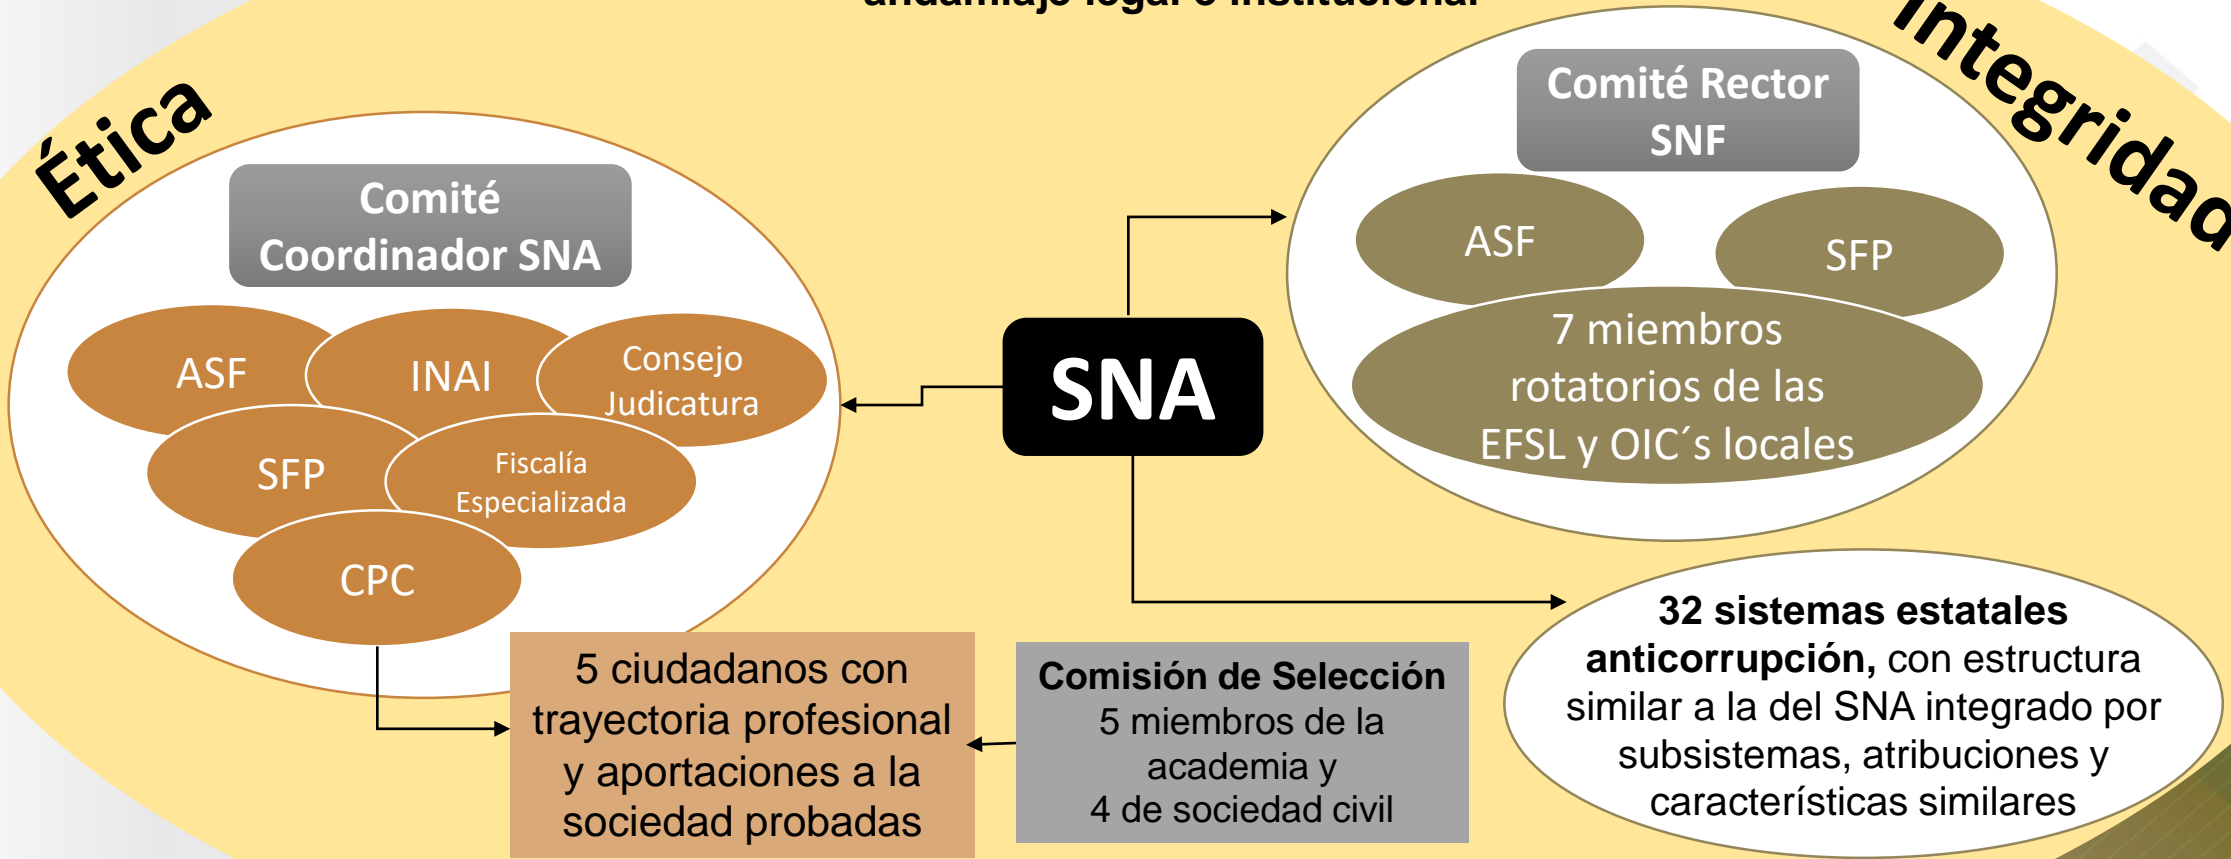 andamiaje legal e institucional
Ética
Integridad
Comité
Coordinador SNA
ASF
INAI
Consejo
Judicatura
SFP
Fiscalía
Especializada
CPC
SNA
Comité Rector
SNF
ASF
SFP
7 miembros
rotatorios de las
EFSL y OIC´s locales
5 ciudadanos con
trayectoria profesional
y aportaciones a la
sociedad probadas
Comisión de Selección
5 miembros de la
academia y
4 de sociedad civil
32 sistemas estatales
anticorrupción, con estructura
similar a la del SNA integrado por
subsistemas, atribuciones y
características similares